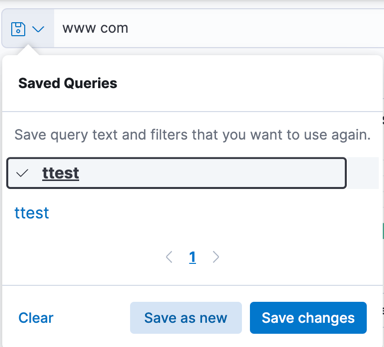 www com
Saved Queries
Save query text and filters that you want to use again.
ttest
ttest
1
Clear Save as new Save changes